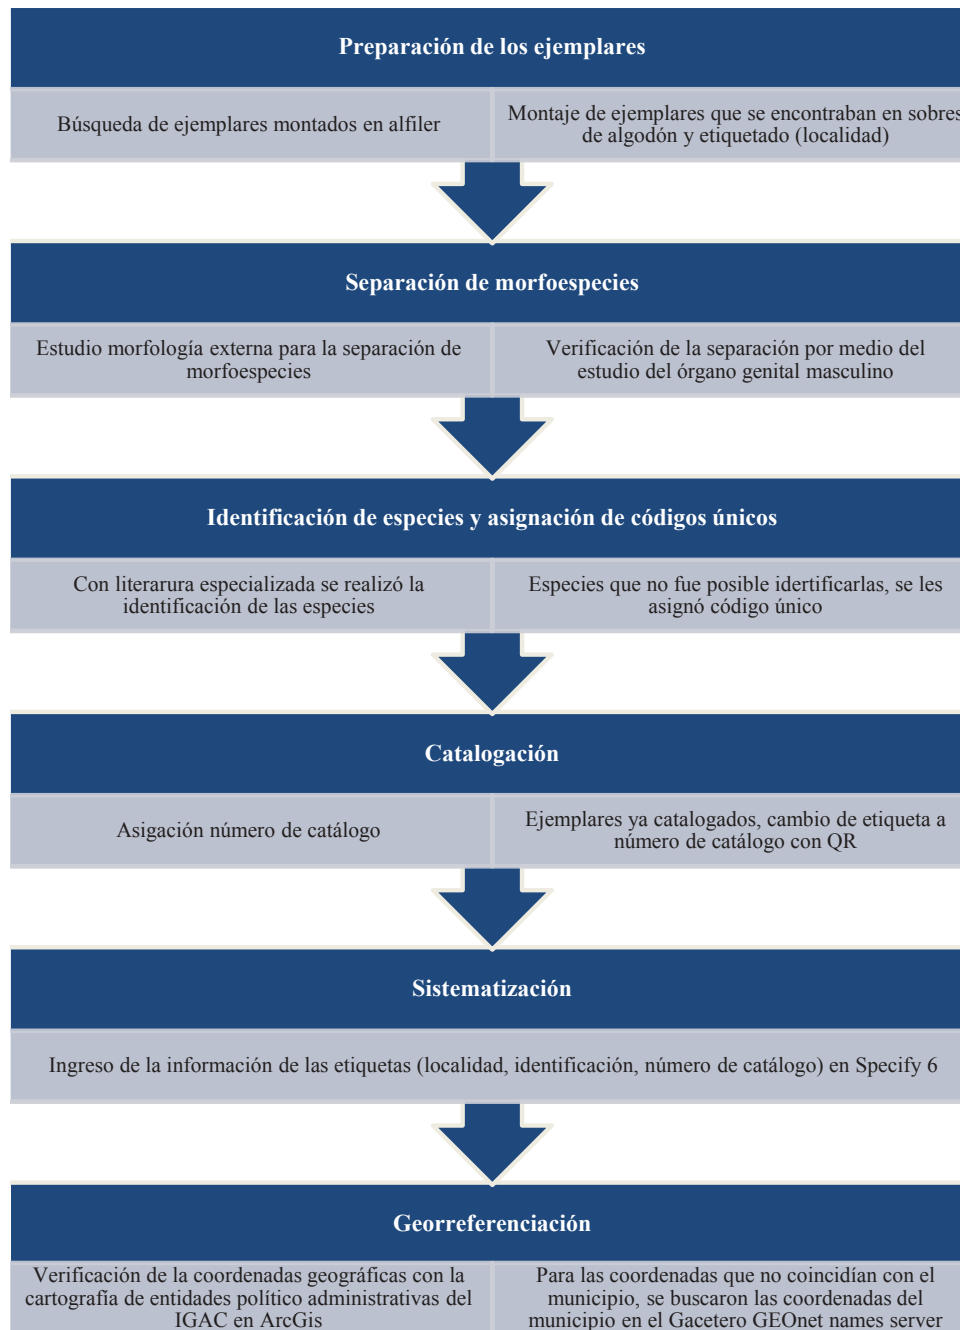 Preparación de los ejemplares
Búsqueda de ejemplares montados en alfiler
Montaje de ejemplares que se encontraban en sobres
de algodón y etiquetado (localidad)
Separación de morfoespecies
Estudio morfología externa para la separación de
morfoespecies
Verificación de la separación por medio del
estudio del órgano genital masculino
Identificación de especies y asignación de códigos únicos
Con literarura especializada se realizó la
identificación de las especies
Especies que no fue posible idertificarlas, se les
asignó código único
Catalogación
Asigación número de catálogo
Ejemplares ya catalogados, cambio de etiqueta a
número de catálogo con QR
Sistematización
Ingreso de la información de las etiquetas (localidad, identificación, número de catálogo) en Specify 6
Georreferenciación
Verificación de la coordenadas geográficas con la
cartografía de entidades político administrativas del
IGAC en ArcGis
Para las coordenadas que no coincidían con el
municipio, se buscaron las coordenadas del
municipio en el Gacetero GEOnet names server